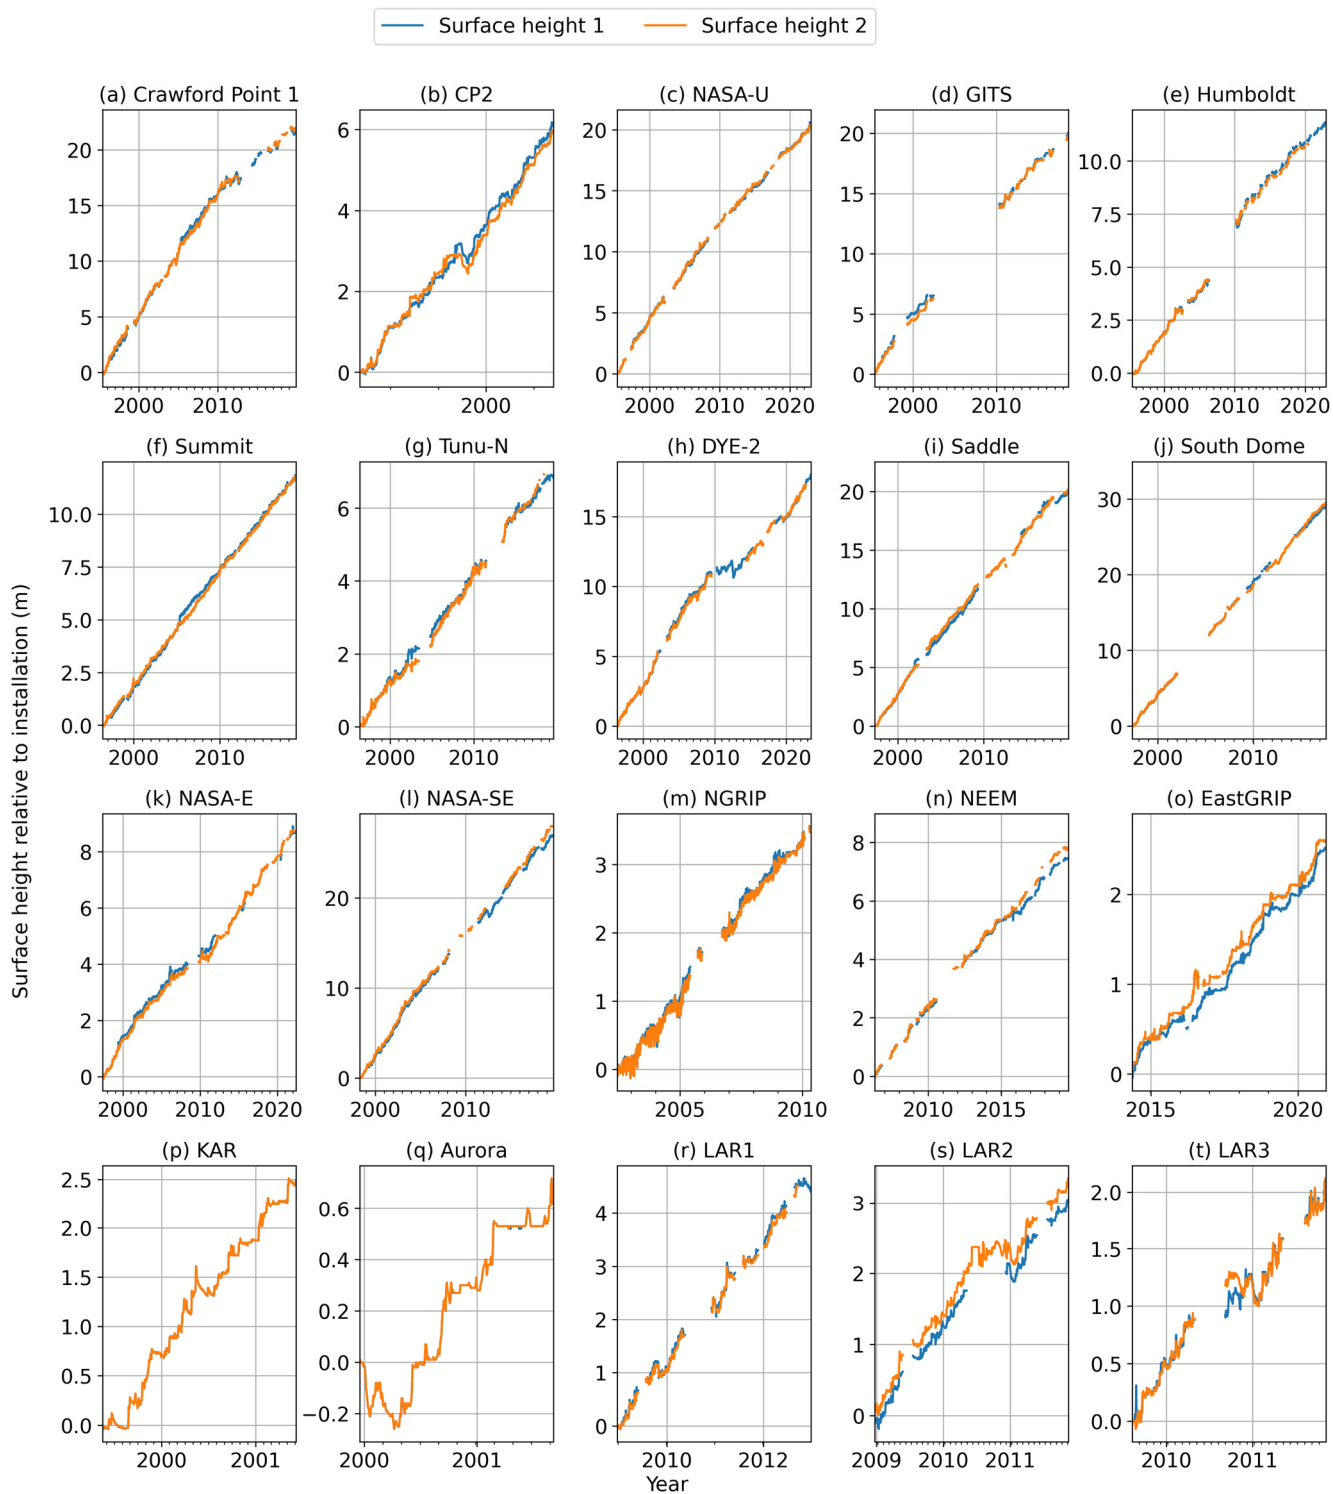 Surface height 1 Surface height 2
(a) Crawford Point 1 (b) CP2 (c) NASA-U (d) GITS (e) Humboldt
20 15 10 5 0
2000 2010
6 4 2 0
2000
20 15 10 5 0
2000 2010 2020
20 15 10 5 0
2000 2010
10.0 7.5 5.0 2.5 0.0
2000 2010 2020
(f) Summit (g) Tunu-N (h) DYE-2 (i) Saddle (j) South Dome
10.0 7.5 5.0 2.5 0.0
2000 2010
6 4 2 0
2000 2010
15 10 5 0
2000 2010 2020
20 15 10 5 0
2000 2010
30 20 10 0
2000 2010
Surface height relative to installation (m)
(k) NASA-E (l) NASA-SE (m) NGRIP (n) NEEM (o) EastGRIP
8 6 4 2 0
2000 2010 2020
20 10 0
2000 2010
3 2 1 0
2005 2010
8 6 4 2 0
2010 2015
2 1 0
2015 2020
(p) KAR (q) Aurora (r) LAR1 (s) LAR2 (t) LAR3
2.5 2.0 1.5 1.0 0.5 0.0
2000 2001
0.6 0.4 0.2 0.0 −0.2
2000 2001
4 3 2 1 0
2010 2012
3 2 1 0
2009 2010 2011
2.0 1.5 1.0 0.5 0.0
2010 2011
Year